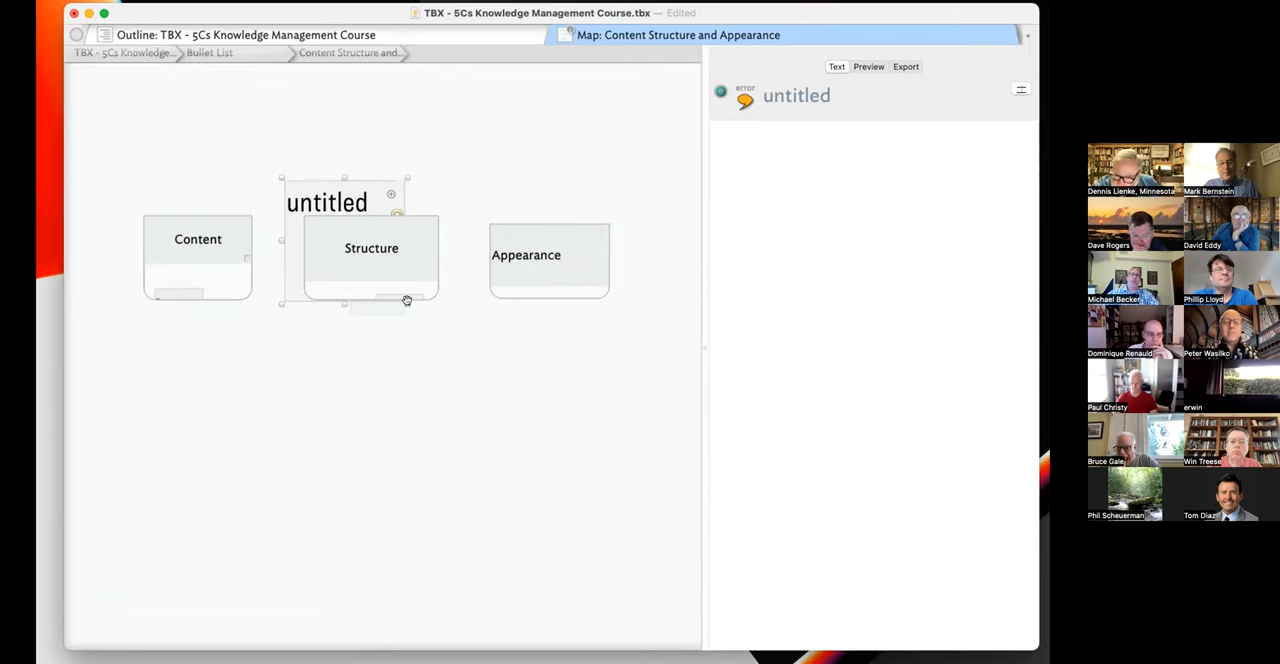 TBX - 5Cs Knowledge Management Course.tbx — Edited
Outline: TBX - 5Cs Knowledge Management Course
Map: Content Structure and Appearance
+
TBX - 5Cs Knowledge... Bullet List Content Structure and...
Text Preview Export
error
untitled
untitled
Content
Structure
Appearance
Dennis Lienke, Minnesota
Mark Bernstein
Dave Rogers
David Eddy
Michael Becker
Phillip Lloyd
Dominique Renauld
Peter Wasilko
Paul Christy
erwin
Bruce Gale
Win Treese
Phil Scheuerman
Tom Diaz